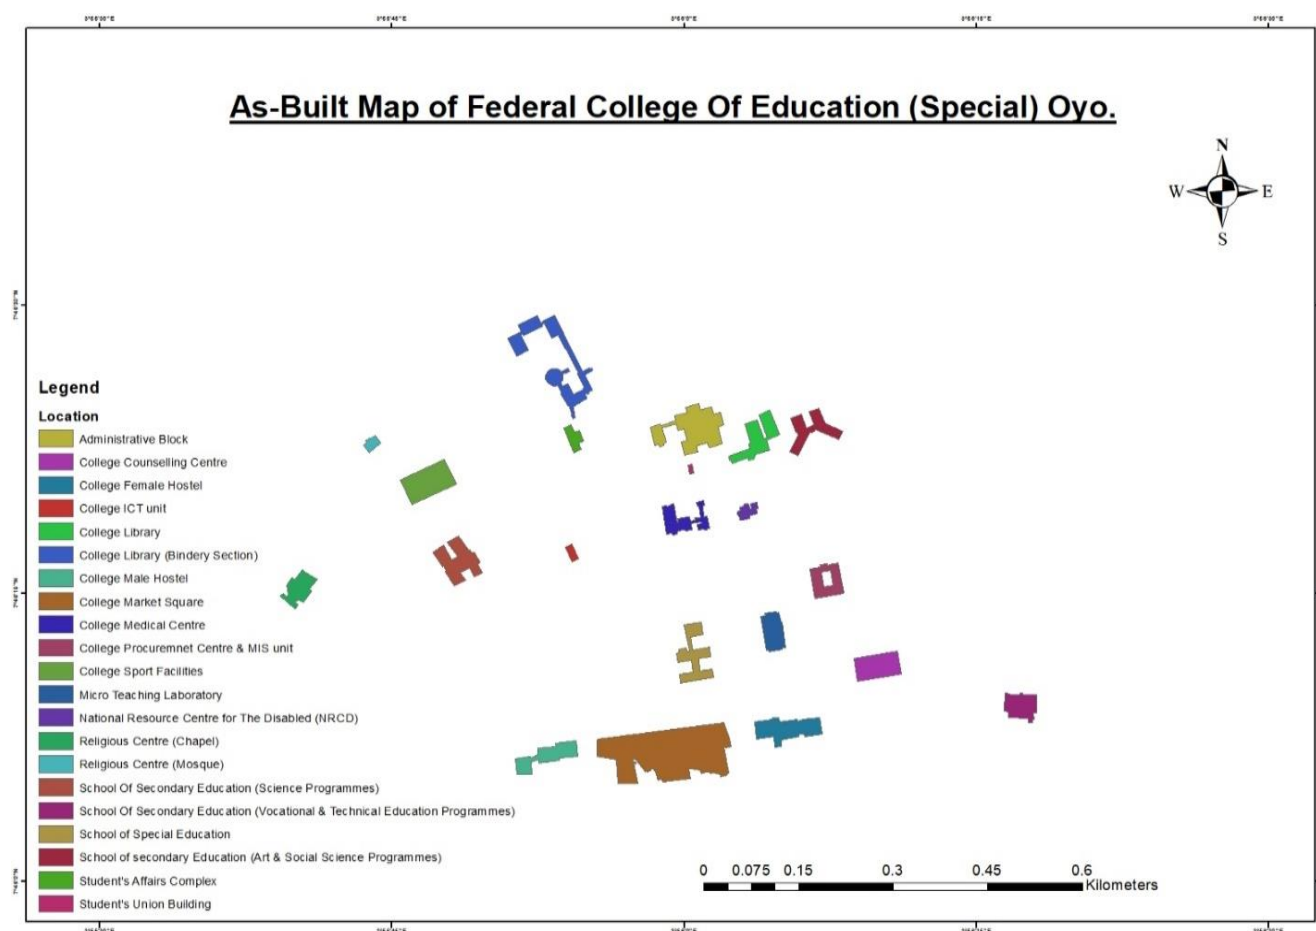 As-Built Map of Federal College Of Education (Special) Oyo.
N
W E
S
Legend
Location
Administrative Block
College Counselling Centre
College Female Hostel
College ICT unit
College Library
College Library (Bindery Section)
College Male Hostel
College Market Square
College Medical Centre
College Procuremnet Centre & MIS unit
College Sport Facilities
Micro Teaching Laboratory
National Resource Centre for The Disabled (NRCD)
Religious Centre (Chapel)
Religious Centre (Mosque)
School Of Secondary Education (Science Programmes)
School Of Secondary Education (Vocational & Technical Education Programmes)
School of Special Education
School of secondary Education (Art & Social Science Programmes)
Student's Affairs Complex
Student's Union Building
0 0.075 0.15 0.3 0.45 0.6
Kilometers